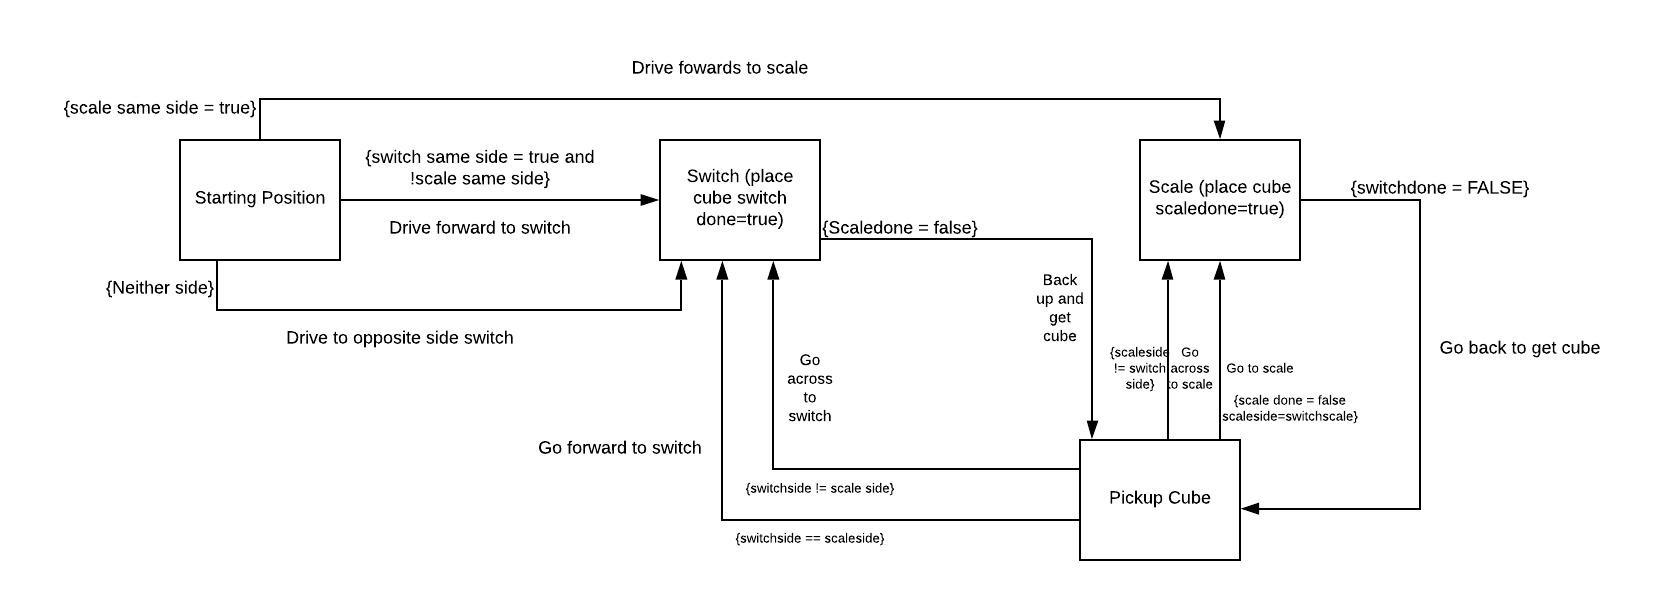 Drive fowards to scale
{scale same side = true}
{switch same side = true and
!scale same side}
Starting Position
Drive forward to switch
Switch (place
cube switch
done=true)
Scale (place cube
scaledone=true)
{switchdone = FALSE}
{Scaledone = false}
{Neither side}
Drive to opposite side switch
Back
up and
get
cube
Go back to get cube
{scaleside
!= switch
side}
Go
across
to scale
Go to scale
{scale done = false
scaleside=switchscale}
Go
across
to
switch
Go forward to switch
{switchside != scale side}
Pickup Cube
{switchside == scaleside}